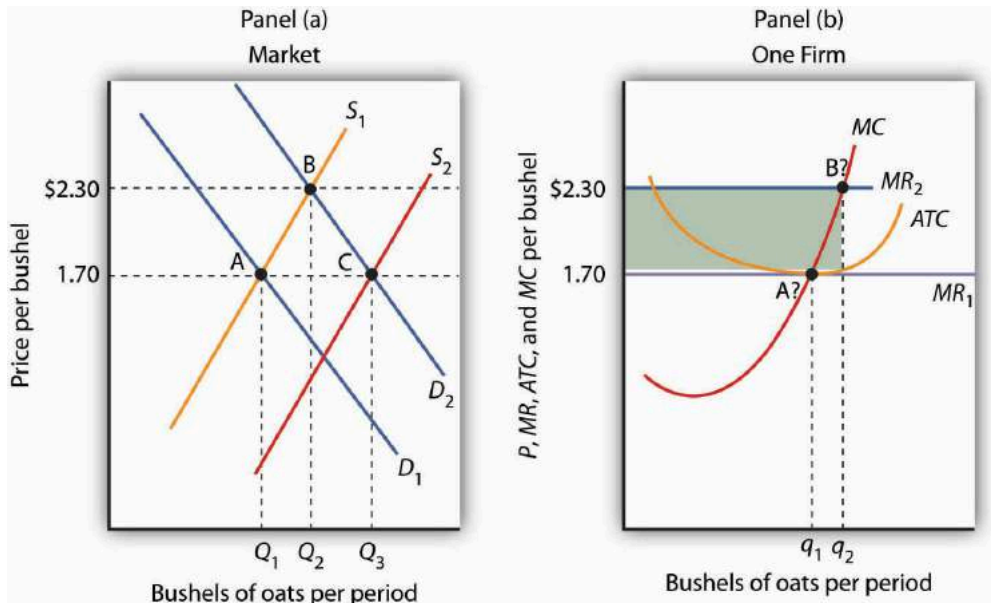 Panel (a)
Market
Price per bushel
$2.30
1.70
S1
S2
B
A
C
D2
D1
Q1 Q2 Q3
Bushels of oats per period
Panel (b)
One Firm
P, MR, ATC, and MC per bushel
$2.30
1.70
MC
B?
MR2
ATC
A?
MR1
q1 q2
Bushels of oats per period